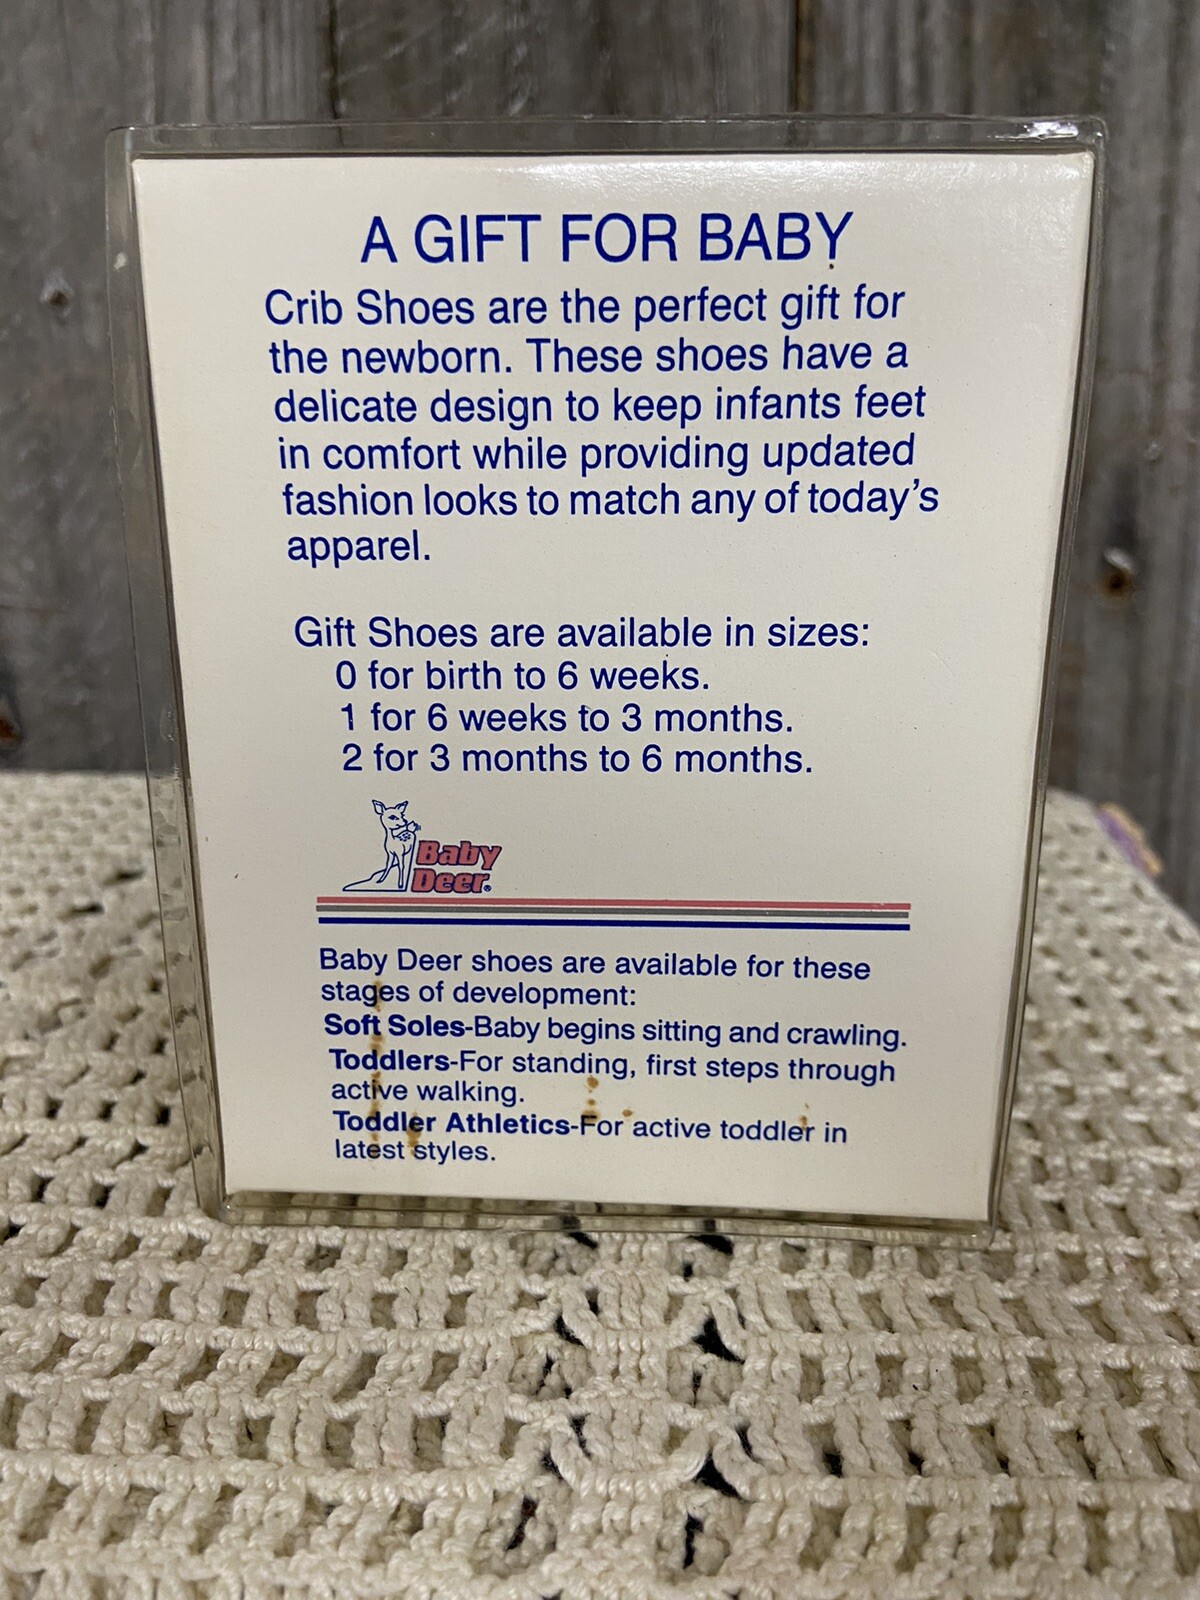 A GIFT FOR BABY
Crib Shoes are the perfect gift for
the newborn. These shoes have a
delicate design to keep infants feet
in comfort while providing updated
fashion looks to match any of today's
apparel.
Gift Shoes are available in sizes:
0 for birth to 6 weeks.
1 for 6 weeks to 3 months.
2 for 3 months to 6 months.
Baby
Deer®
Baby Deer shoes are available for these
stages of development:
Soft Soles-Baby begins sitting and crawling.
Toddlers-For standing, first steps through
active walking.
Toddler Athletics-For active toddler in
latest styles.